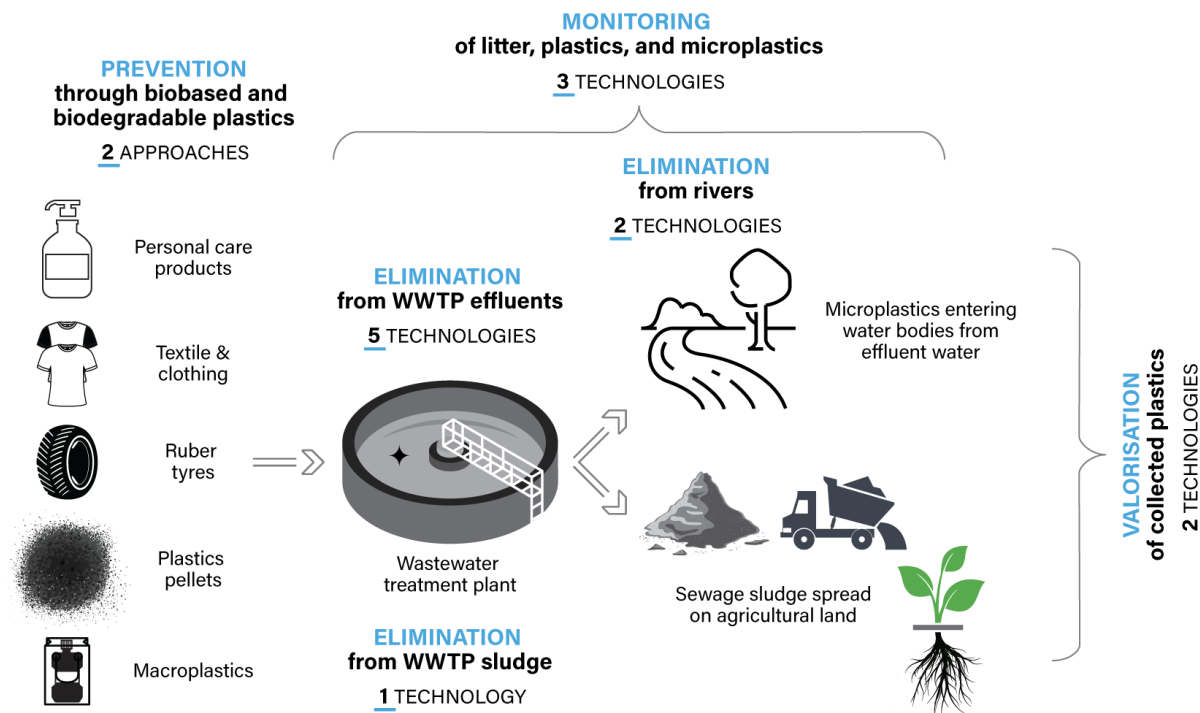 MONITORING
of litter, plastics, and microplastics
3 TECHNOLOGIES
PREVENTION
through biobased and
biodegradable plastics
2 APPROACHES
ELIMINATION
from rivers
2 TECHNOLOGIES
Personal care
products
ELIMINATION
from WWTP effluents
5 TECHNOLOGIES
Microplastics entering
water bodies from
effluent water
Textile &
clothing
Ruber
tyres
VALORISATION
of collected plastics
2 TECHNOLOGIES
Plastics
pellets
Wastewater
treatment plant
Sewage sludge spread
on agricultural land
ELIMINATION
from WWTP sludge
1 TECHNOLOGY
Macroplastics